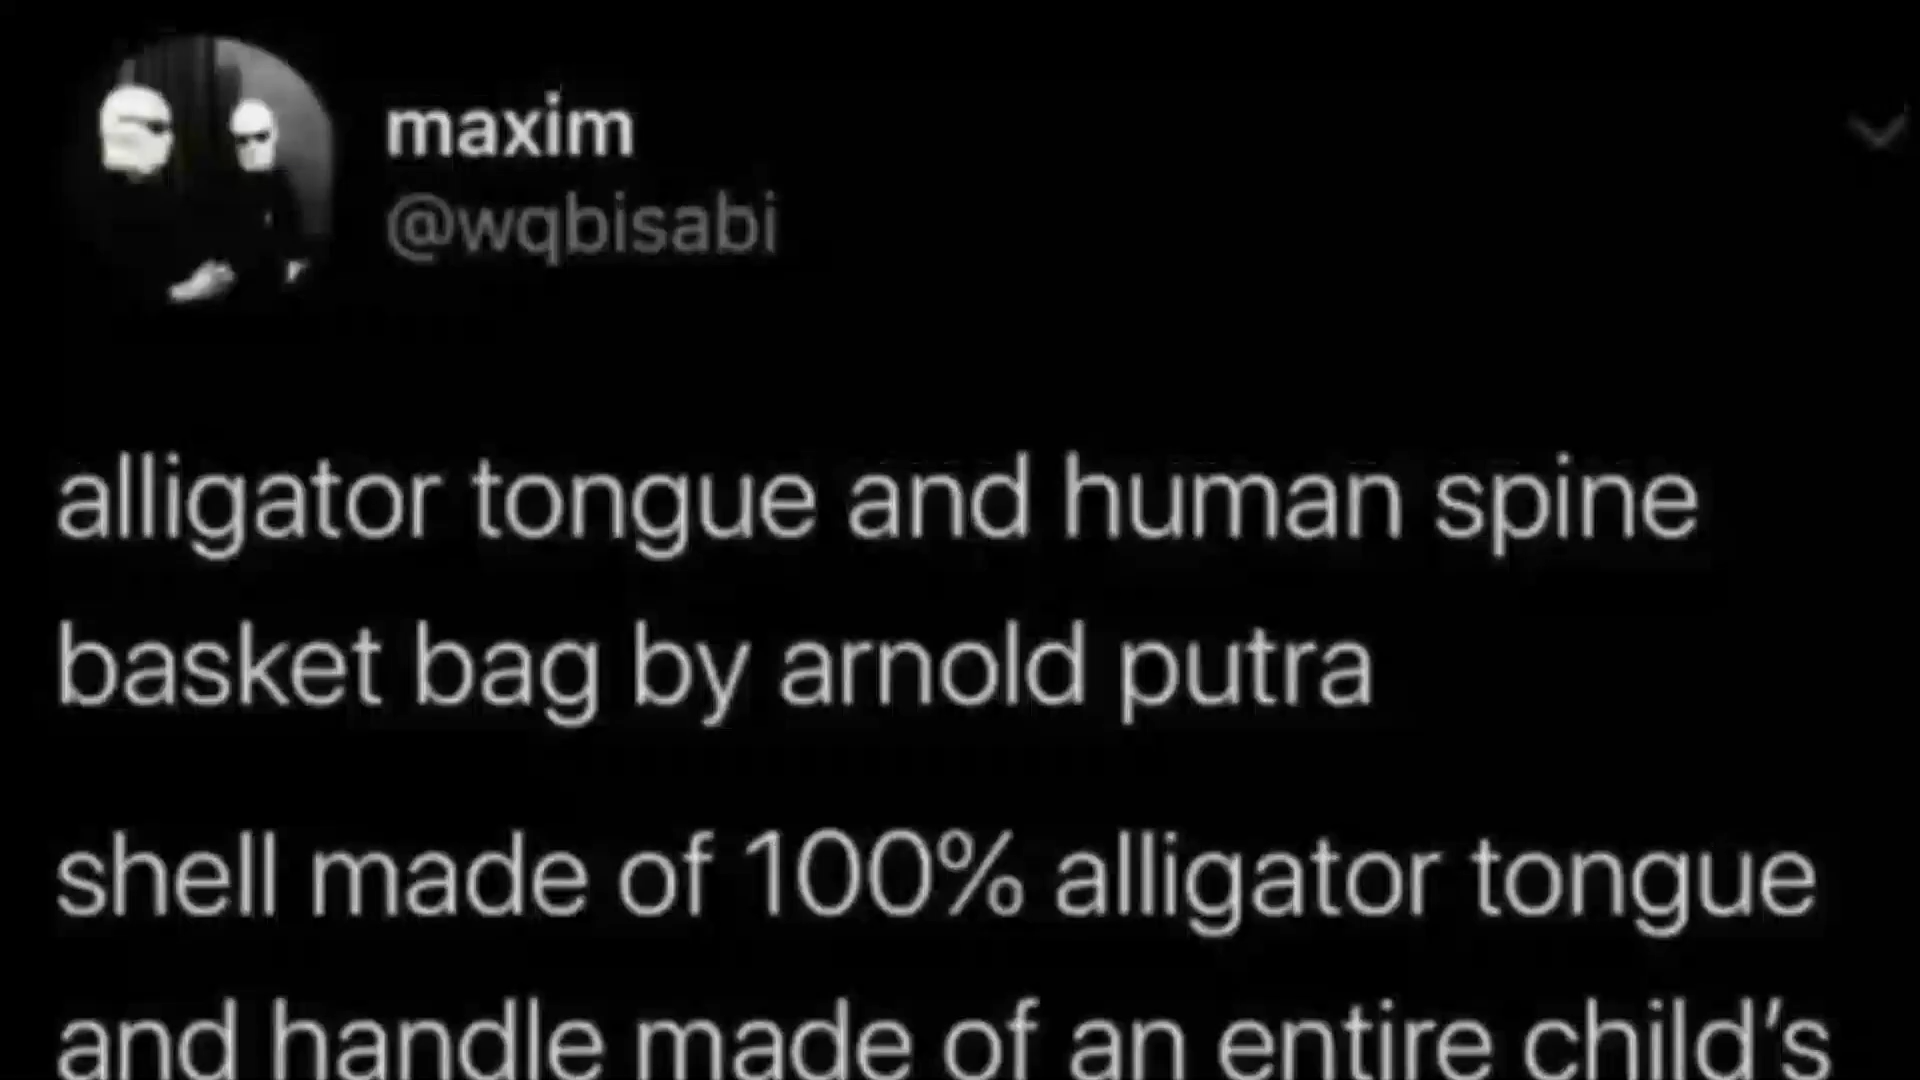 maxim
@wqbisabi
alligator tongue and human spine
basket bag by arnold putra
shell made of 100% alligator tongue
and handle made of an entire child's